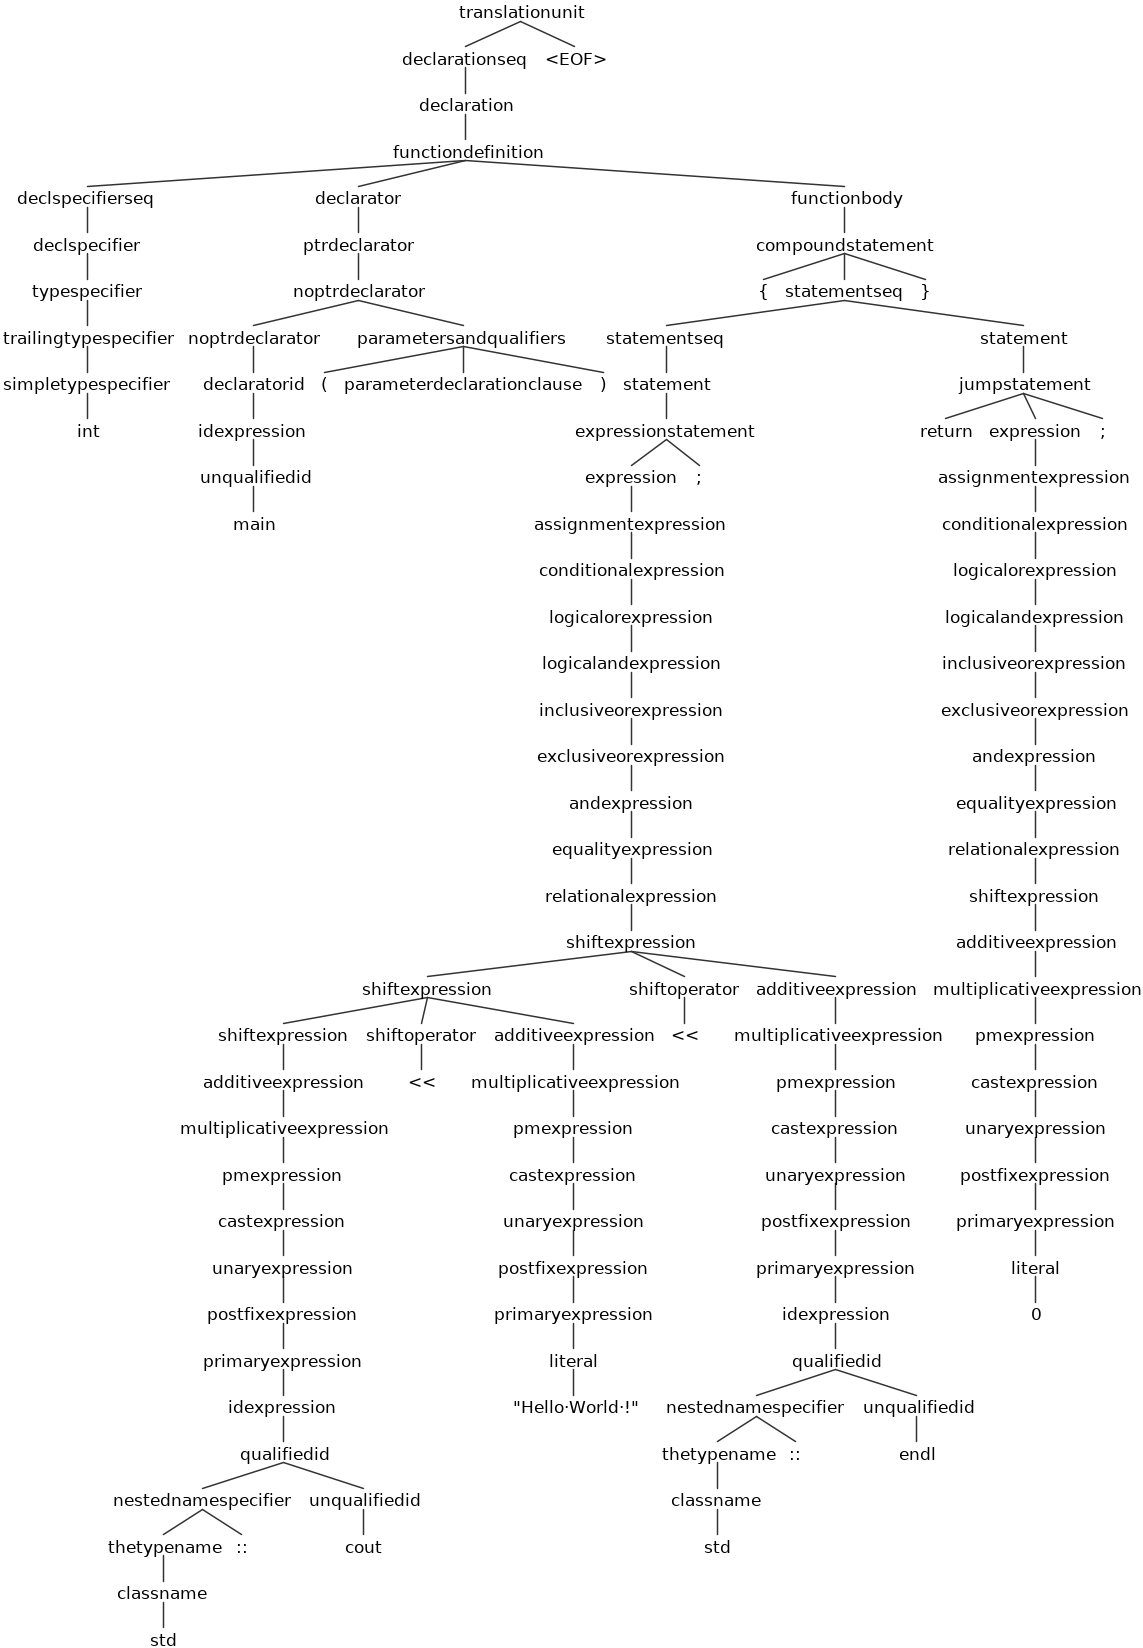 translationunit
declarationseq <EOF>
declaration
functiondefinition
declspecifierseq declarator functionbody
declspecifier ptrdeclarator compoundstatement
typespecifier noptrdeclarator { statementseq }
trailingtypespecifier noptrdeclarator parametersandqualifiers statementseq statement
simpletypespecifier declaratorid ( parameterdeclarationclause ) statement jumpstatement
int idexpression expressionstatement return expression ;
unqualifiedid expression ; assignmentexpression
main assignmentexpression conditionalexpression
conditionalexpression logicalorexpression
logicalorexpression logicalandexpression
logicalandexpression inclusiveorexpression
inclusiveorexpression exclusiveorexpression
exclusiveorexpression andexpression
andexpression equalityexpression
equalityexpression relationalexpression
relationalexpression shiftexpression
shiftexpression additiveexpression
shiftexpression shiftoperator additiveexpression multiplicativeexpression
shiftexpression shiftoperator additiveexpression << multiplicativeexpression pmexpression
additiveexpression << multiplicativeexpression pmexpression castexpression
multiplicativeexpression pmexpression castexpression unaryexpression
pmexpression castexpression unaryexpression postfixexpression
castexpression unaryexpression postfixexpression primaryexpression
unaryexpression postfixexpression primaryexpression literal
postfixexpression primaryexpression idexpression 0
primaryexpression literal qualifiedid
idexpression "Hello·World·!" nestednamespecifier unqualifiedid
qualifiedid thetypename :: endl
nestednamespecifier unqualifiedid classname
thetypename :: cout std
classname
std